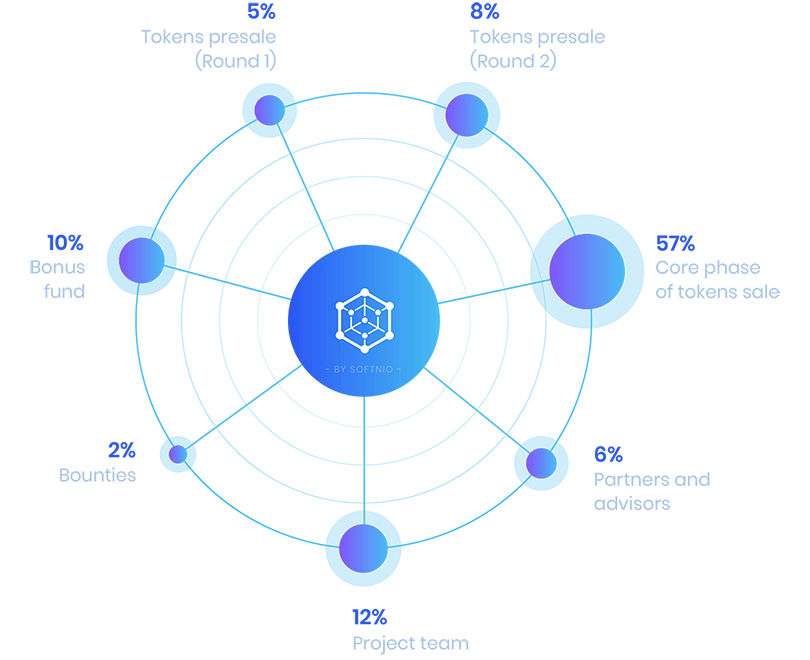 5%
Tokens presale
(Round 1)
8%
Tokens presale
(Round 2)
10%
Bonus
fund
57%
Core phase
of tokens sale
- BY SOFTNIO -
2%
Bounties
6%
Partners and
advisors
12%
Project team